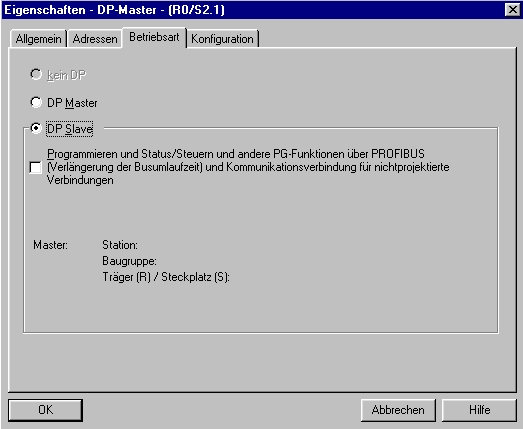 Eigenschaften - DP-Master - (R0/S2.1)
Allgemein Adressen Betriebsart Konfiguration
kein DP
DP Master
DP Slave
Programmieren und Status/Steuern und andere PG-Funktionen über PROFIBUS
(Verlängerung der Busumlaufzeit) und Kommunikationsverbindung für nichtprojektierte
Verbindungen
Master: Station:
Baugruppe:
Träger (R) / Steckplatz (S):
OK Abbrechen Hilfe